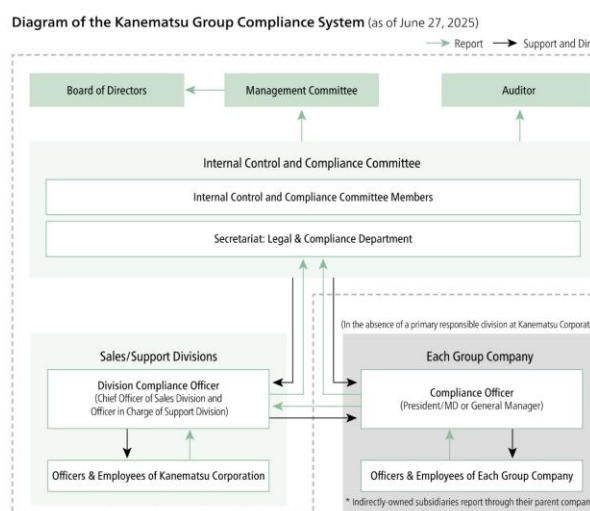 Diagram of the Kanematsu Group Compliance System (as of June 27, 2025)
Report
Support and
Board of Directors
Management Committee
Auditor
Internal Control and Compliance Committee
Internal Control and Compliance Committee Members
Secretariat: Legal & Compliance Department
(In the absence of a primary responsible division at Kanematsu
Sales/Support Divisions
Each Group Company
Division Compliance Officer
(Chief Officer of Sales Division and
Officer in Charge of Support Division)
Compliance Officer
(President/MD or General Manager)
Officers & Employees of Kanematsu Corporation
Officers & Employees of Each Group Company
* Indirectly-owned subsidiaries report through their parent